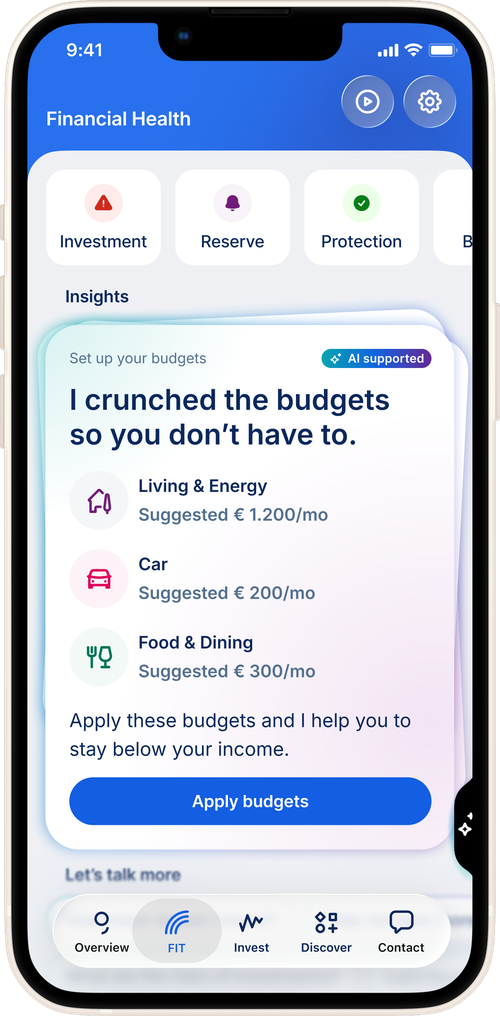 9:41
Financial Health
Investment
Reserve
Protection
B
Insights
Set up your budgets
AI supported
I crunched the budgets
so you don’t have to.
Living & Energy
Suggested € 1.200/mo
Car
Suggested € 200/mo
Food & Dining
Suggested € 300/mo
Apply these budgets and I help you to
stay below your income.
Apply budgets
Let’s talk more
Overview
FIT
Invest
Discover
Contact